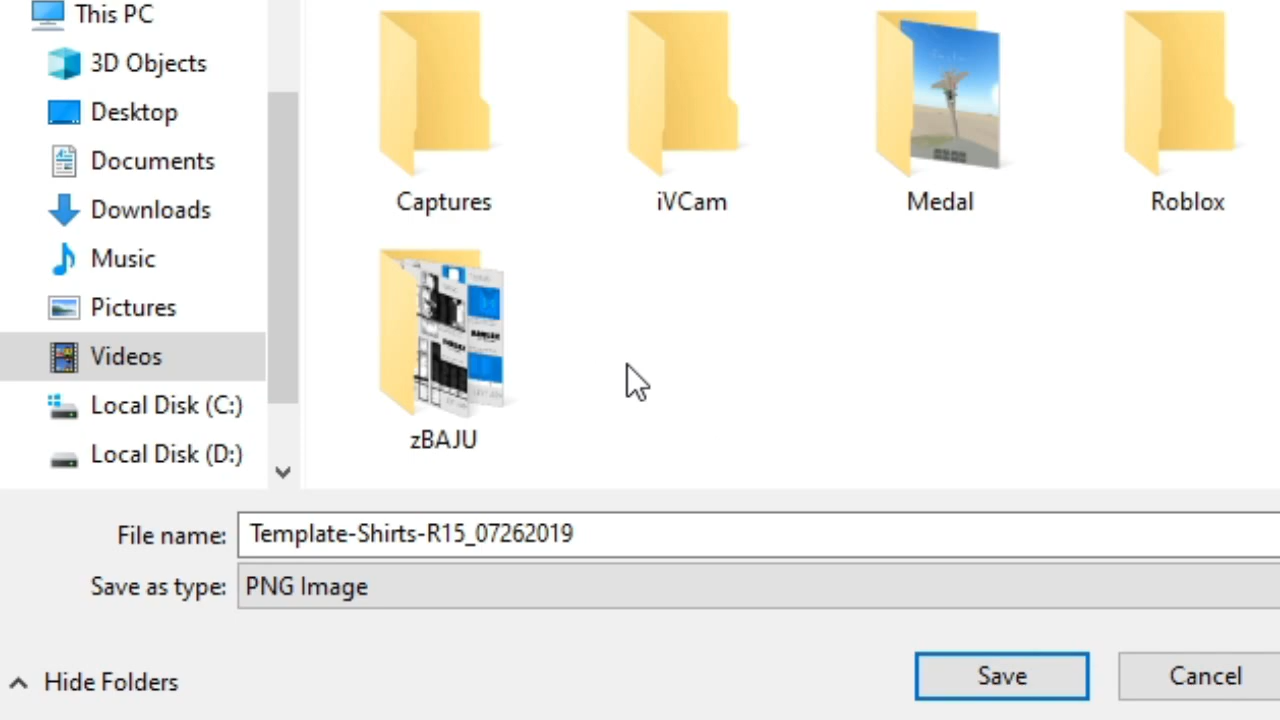 This PC
3D Objects
Desktop
Documents
Downloads
Music
Pictures
Videos
Local Disk (C:)
Local Disk (D:)
Captures
iVCam
Medal
Roblox
zBAJU
File name: Template-Shirts-R15_07262019
Save as type: PNG Image
Hide Folders
Save
Cancel